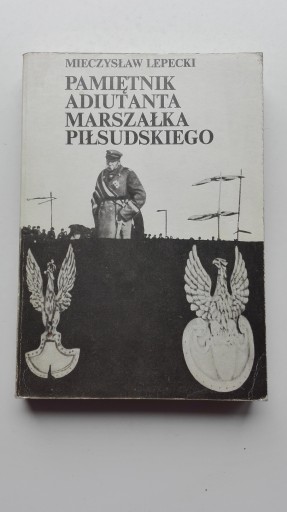 MIECZYSŁAW LEPECKI
PAMIĘTNIK
ADIUTANTA
MARSZAŁKA
PIŁSUDSKIEGO